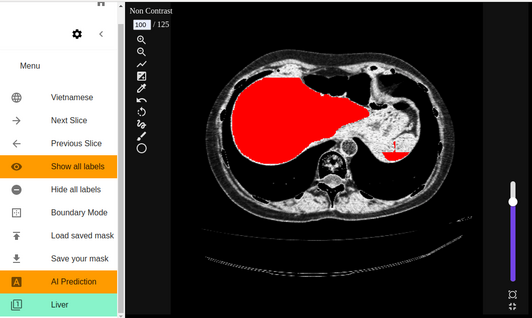 Non Contrast
100 / 125
Menu
Vietnamese
Next Slice
Previous Slice
Show all labels
Hide all labels
Boundary Mode
Load saved mask
Save your mask
A AI Prediction
1 Liver